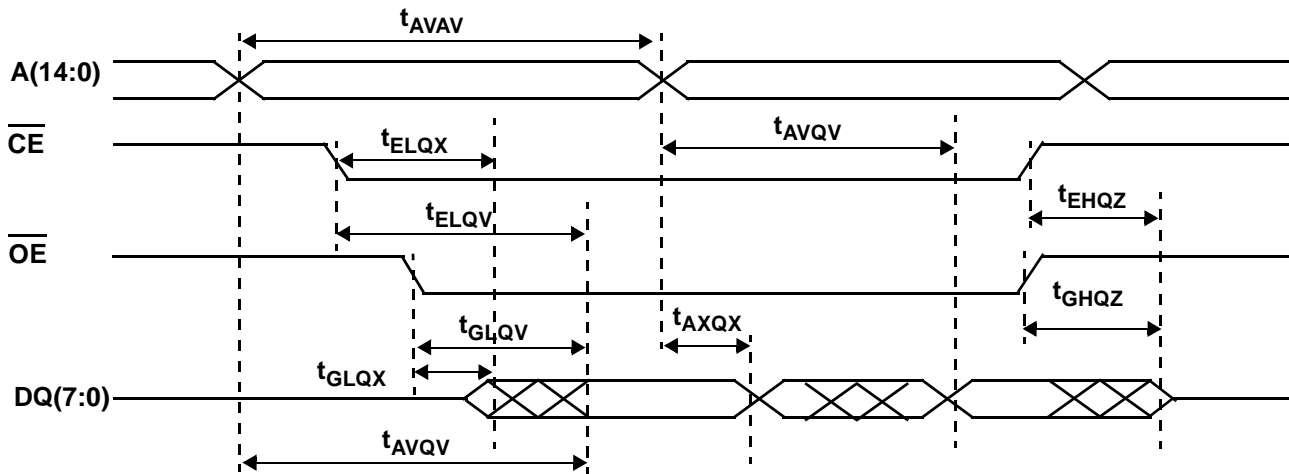 tAVAV
A(14:0)
CE
tELQX
tAVQV
tELQV
tEHQZ
OE
tGHQZ
tGLQV
tAXQX
tGLQX
DQ(7:0)
tAVQV